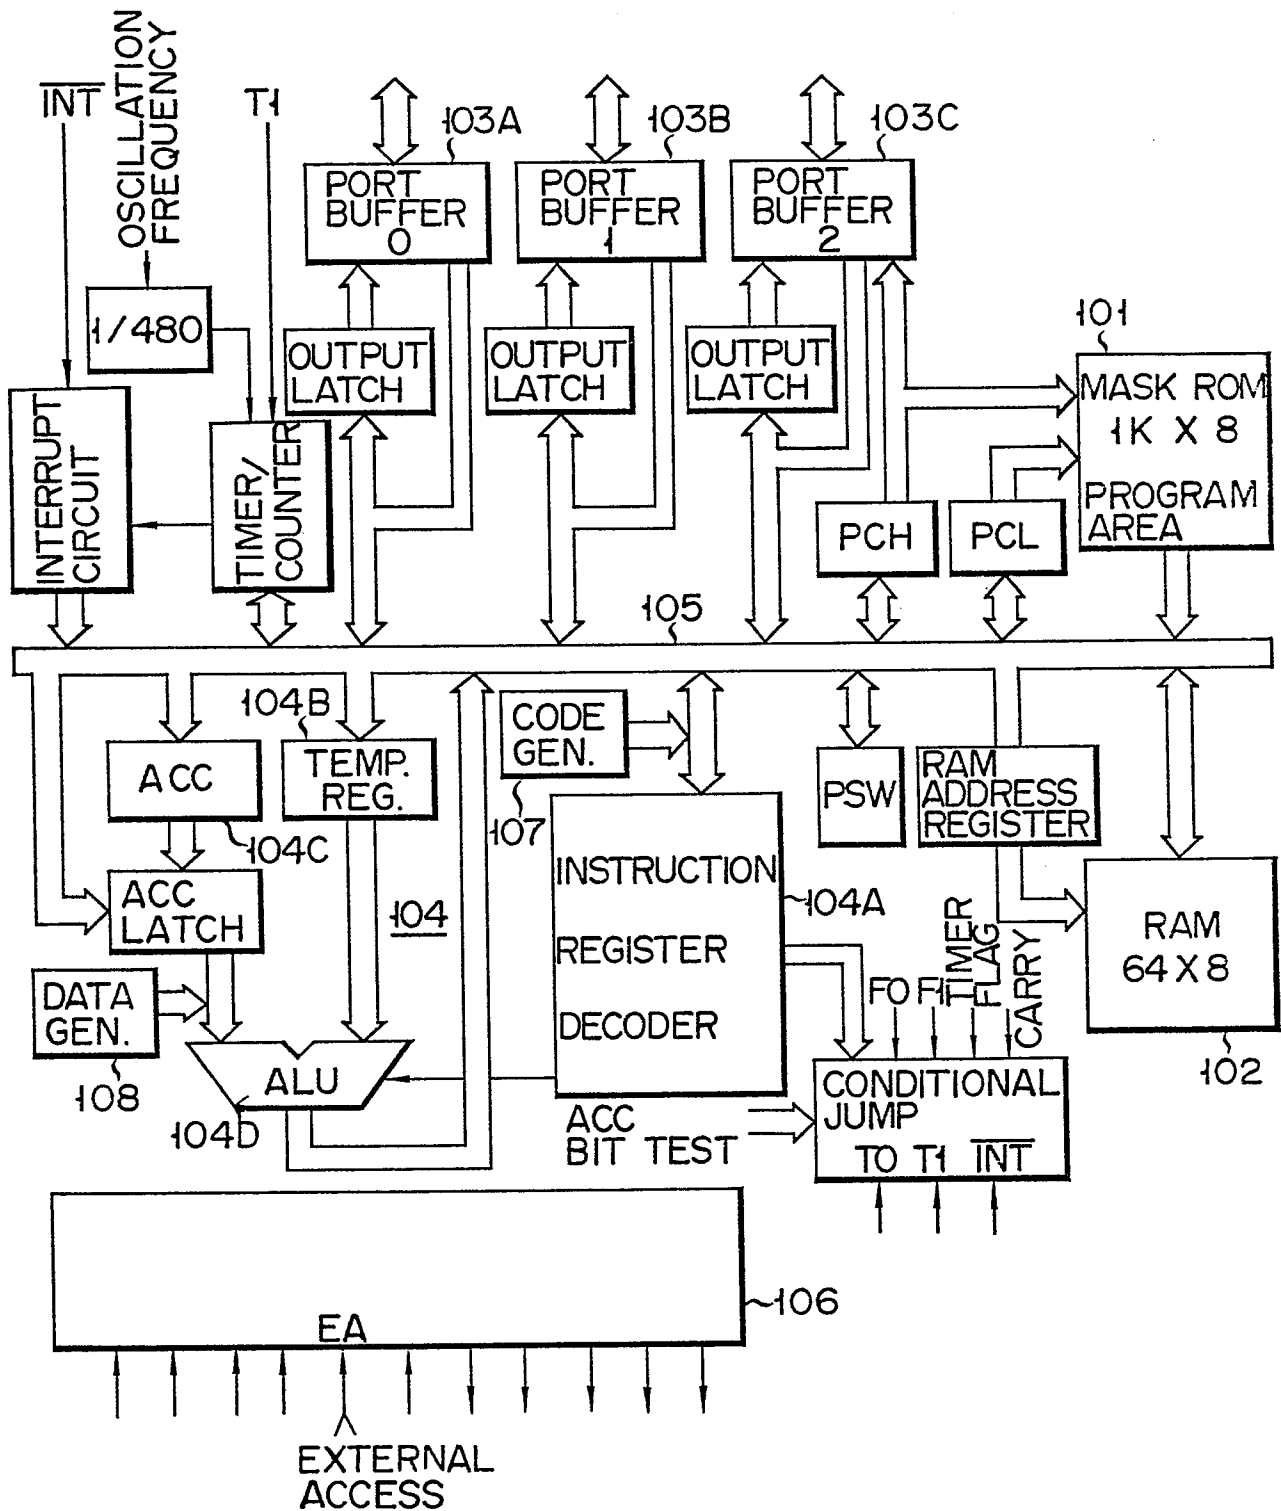 INT
OSCILLATION
FREQUENCY
T1
103A
103B
103C
PORT
BUFFER
0
PORT
BUFFER
1
PORT
BUFFER
2
1/480
OUTPUT
LATCH
OUTPUT
LATCH
OUTPUT
LATCH
101
MASK ROM
1K X 8
PROGRAM
AREA
INTERRUPT
CIRCUIT
TIMER/
COUNTER
PCH
PCL
105
104B
CODE
GEN.
107
ACC
TEMP.
REG.
104C
PSW
RAM
ADDRESS
REGISTER
ACC
LATCH
104
INSTRUCTION
REGISTER
DECODER
104A
RAM
64 X 8
102
DATA
GEN.
108
ALU
104D
F0 F1
TIMER
FLAG
CARRY
ACC
BIT TEST
CONDITIONAL
JUMP
T0 T1 INT
106
EA
EXTERNAL
ACCESS